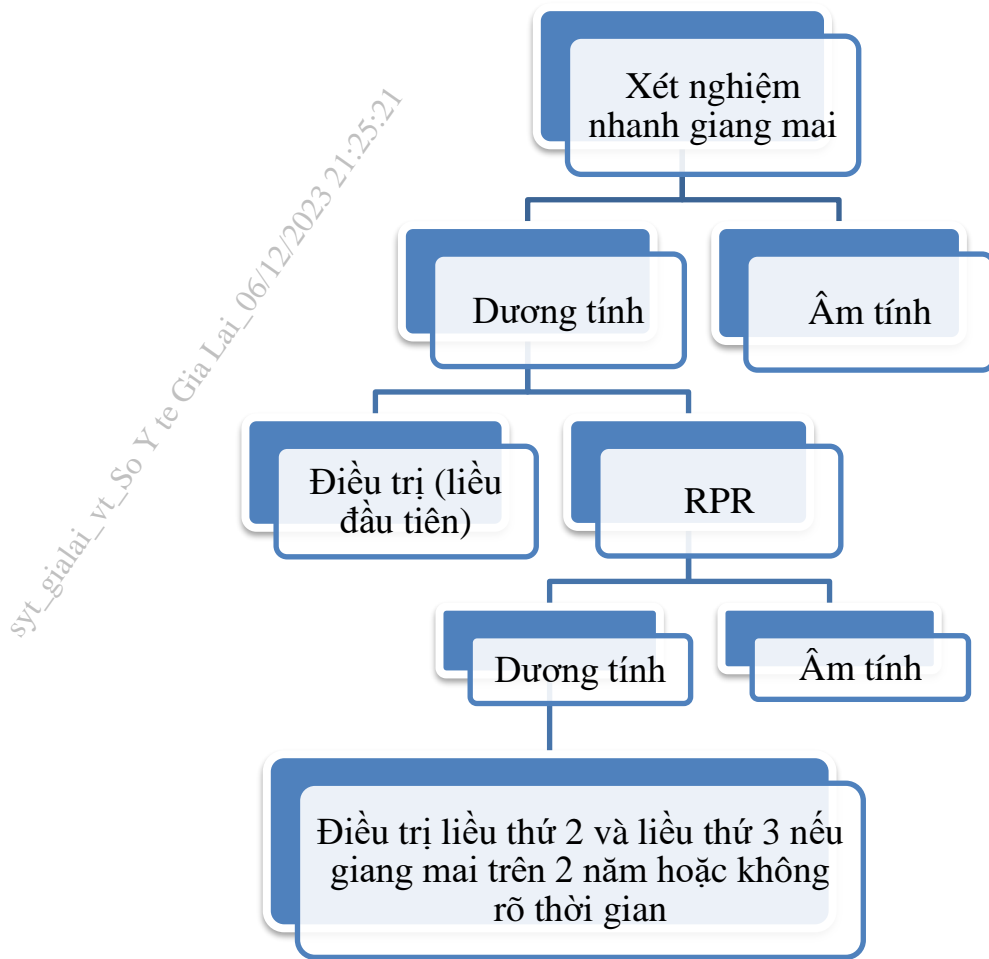 Xét nghiệm
nhanh giang mai
syt_gialai_vt_So Y te Gia Lai_06/12/2023 21:25:21
Dương tính
Âm tính
Điều trị (liều
đầu tiên)
RPR
Dương tính
Âm tính
Điều trị liều thứ 2 và liều thứ 3 nếu
giang mai trên 2 năm hoặc không
rõ thời gian